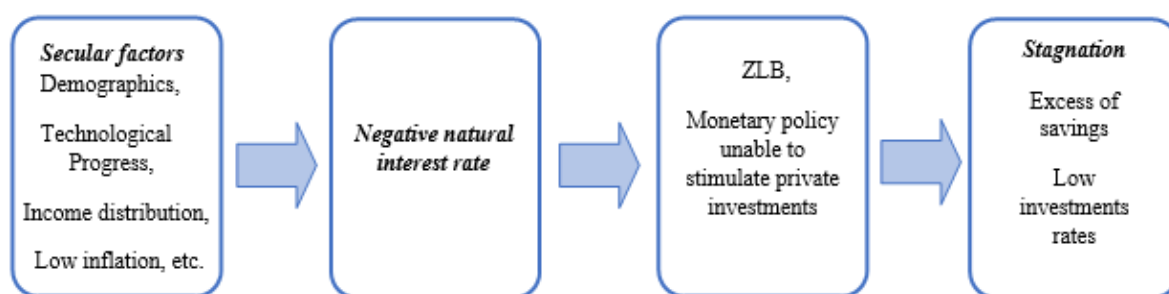 Secular factors
Demographics,
Technological
Progress,
Income distribution,
Low inflation, etc.
Negative natural
interest rate
ZLB,
Monetary policy
unable to
stimulate private
investments
Stagnation
Excess of
savings
Low
investments
rates